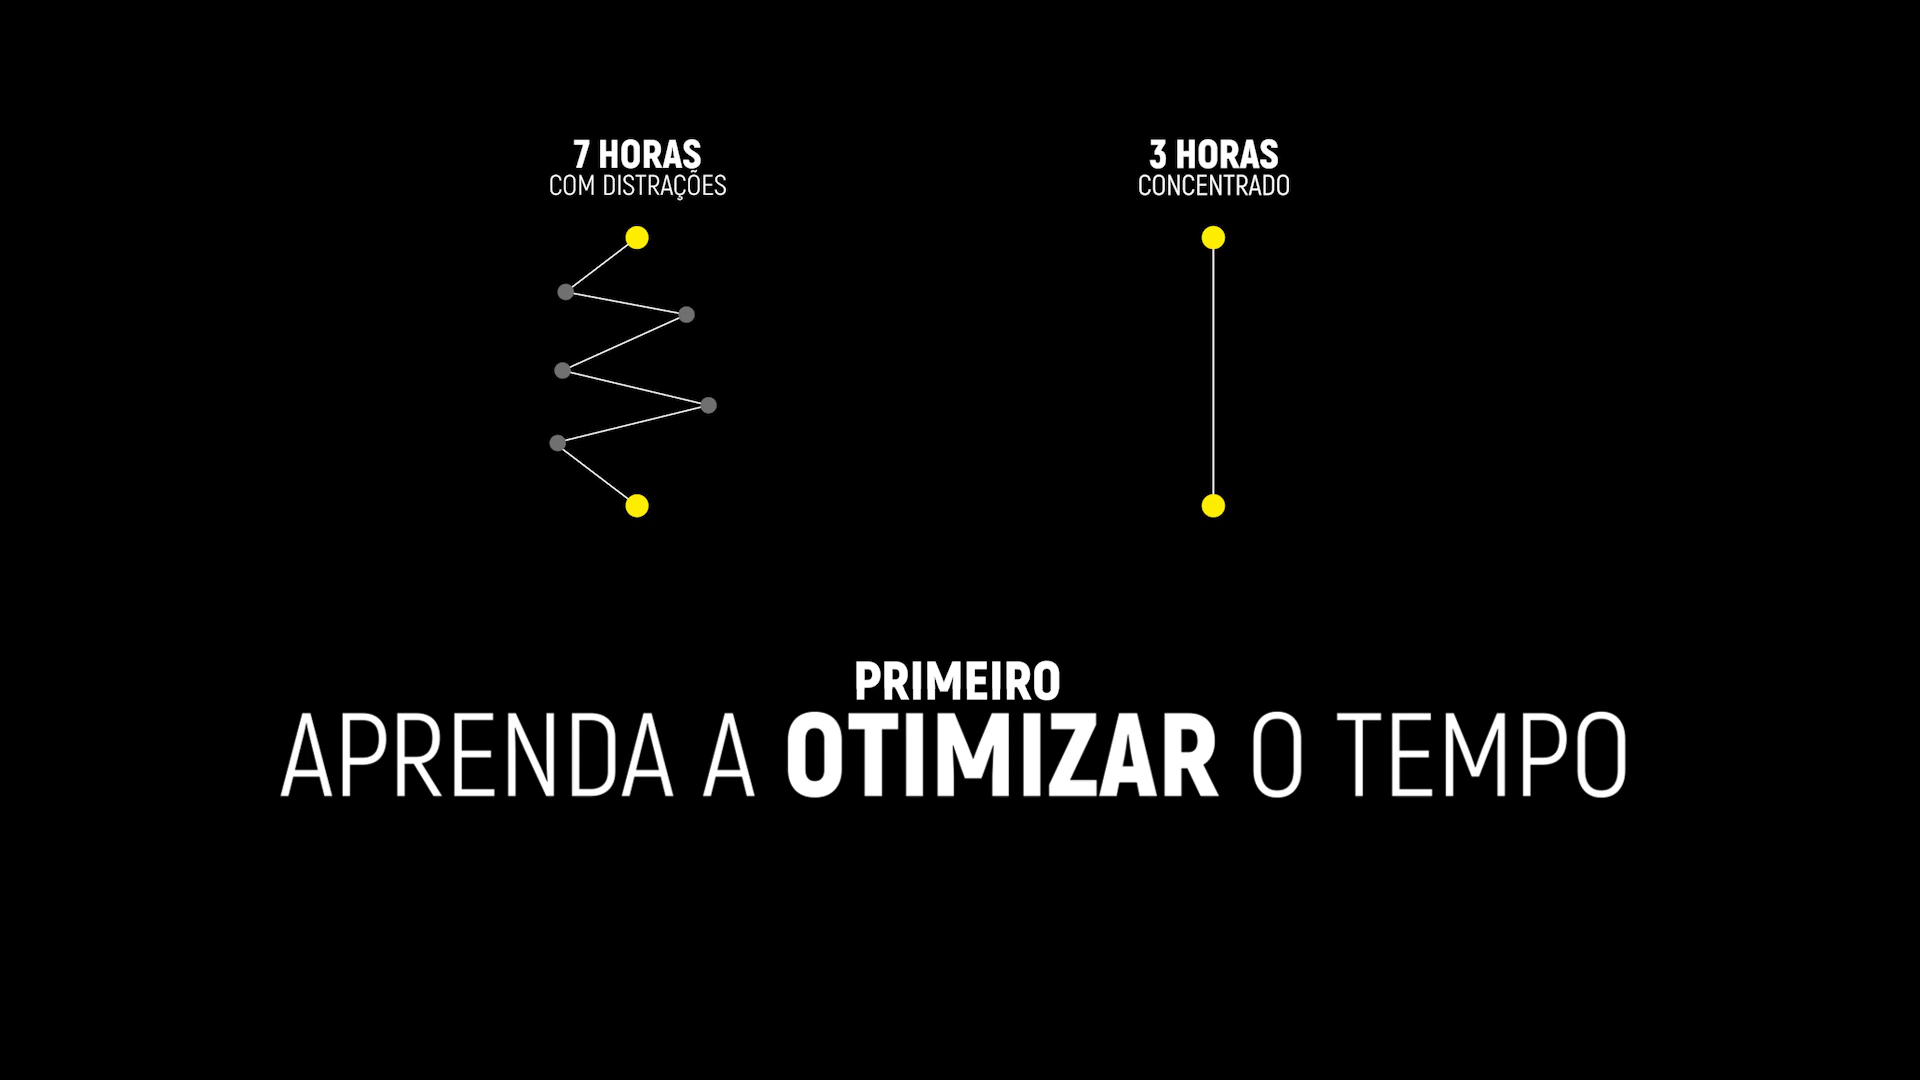 7 HORAS
COM DISTRAÇÕES
3 HORAS
CONCENTRADO
PRIMEIRO
APRENDA A OTIMIZAR O TEMPO